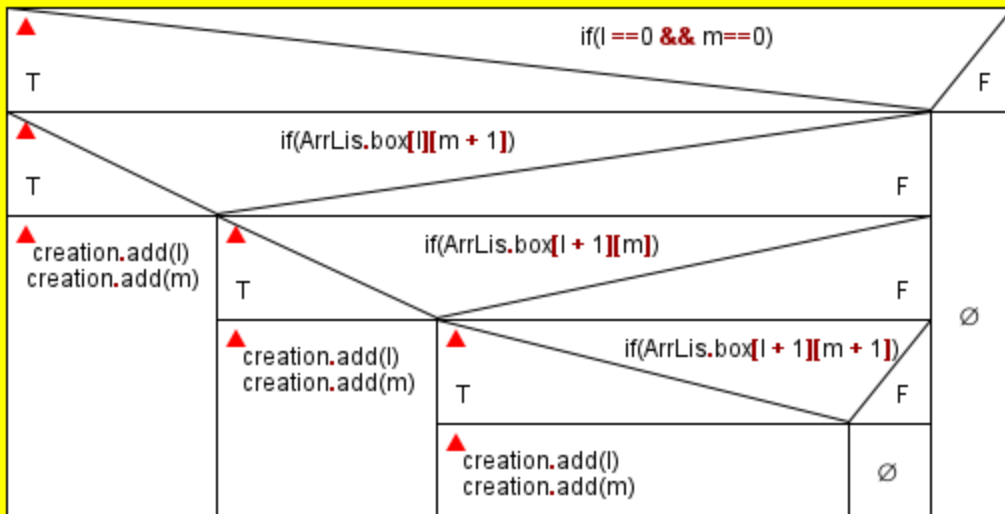 if(l ==0 && m==0)
T
F
if(ArrLis.box[l][m + 1])
T
F
creation.add(l)
creation.add(m)
if(ArrLis.box[l + 1][m])
T
F
∅
creation.add(l)
creation.add(m)
if(ArrLis.box[l + 1][m + 1])
T
F
creation.add(l)
creation.add(m)
∅